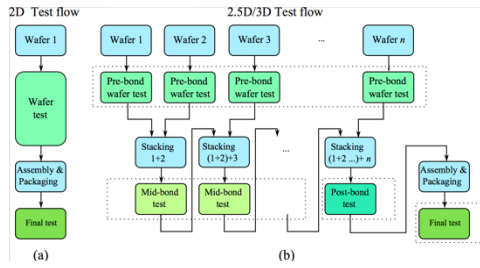 2D Test flow
2.5D/3D Test flow
Wafer 1
Wafer 1
Wafer 2
Wafer 3
...
Wafer n
Wafer
test
Pre-bond
wafer test
Pre-bond
wafer test
Pre-bond
wafer test
Pre-bond
wafer test
Stacking
1+2
Stacking
(1+2)+3
...
Stacking
(1+2 ...)+ n
Assembly &
Packaging
Assembly &
Packaging
Mid-bond
test
Mid-bond
test
Post-bond
test
Final test
Final test
(a)
(b)